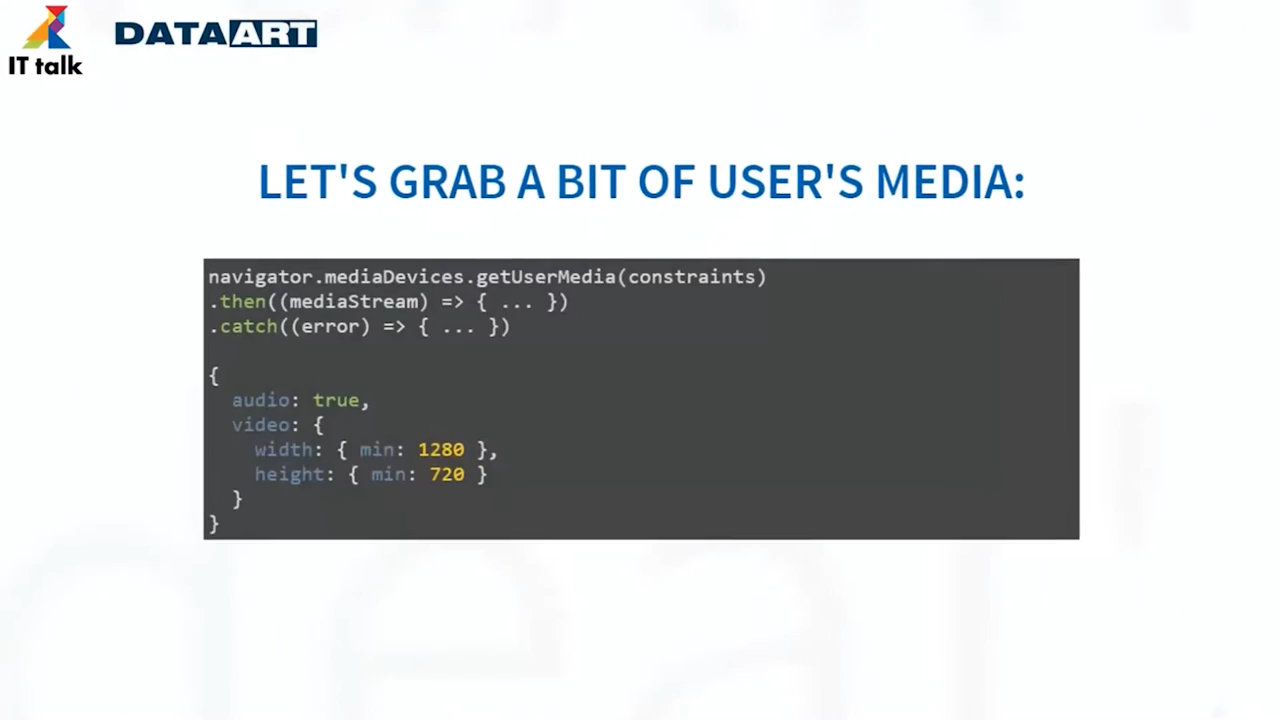 IT talk
DATAART
LET'S GRAB A BIT OF USER'S MEDIA:
navigator.mediaDevices.getUserMedia(constraints)
.then((mediaStream) => { ... })
.catch((error) => { ... })
{
  audio: true,
  video: {
    width: { min: 1280 },
    height: { min: 720 }
  }
}